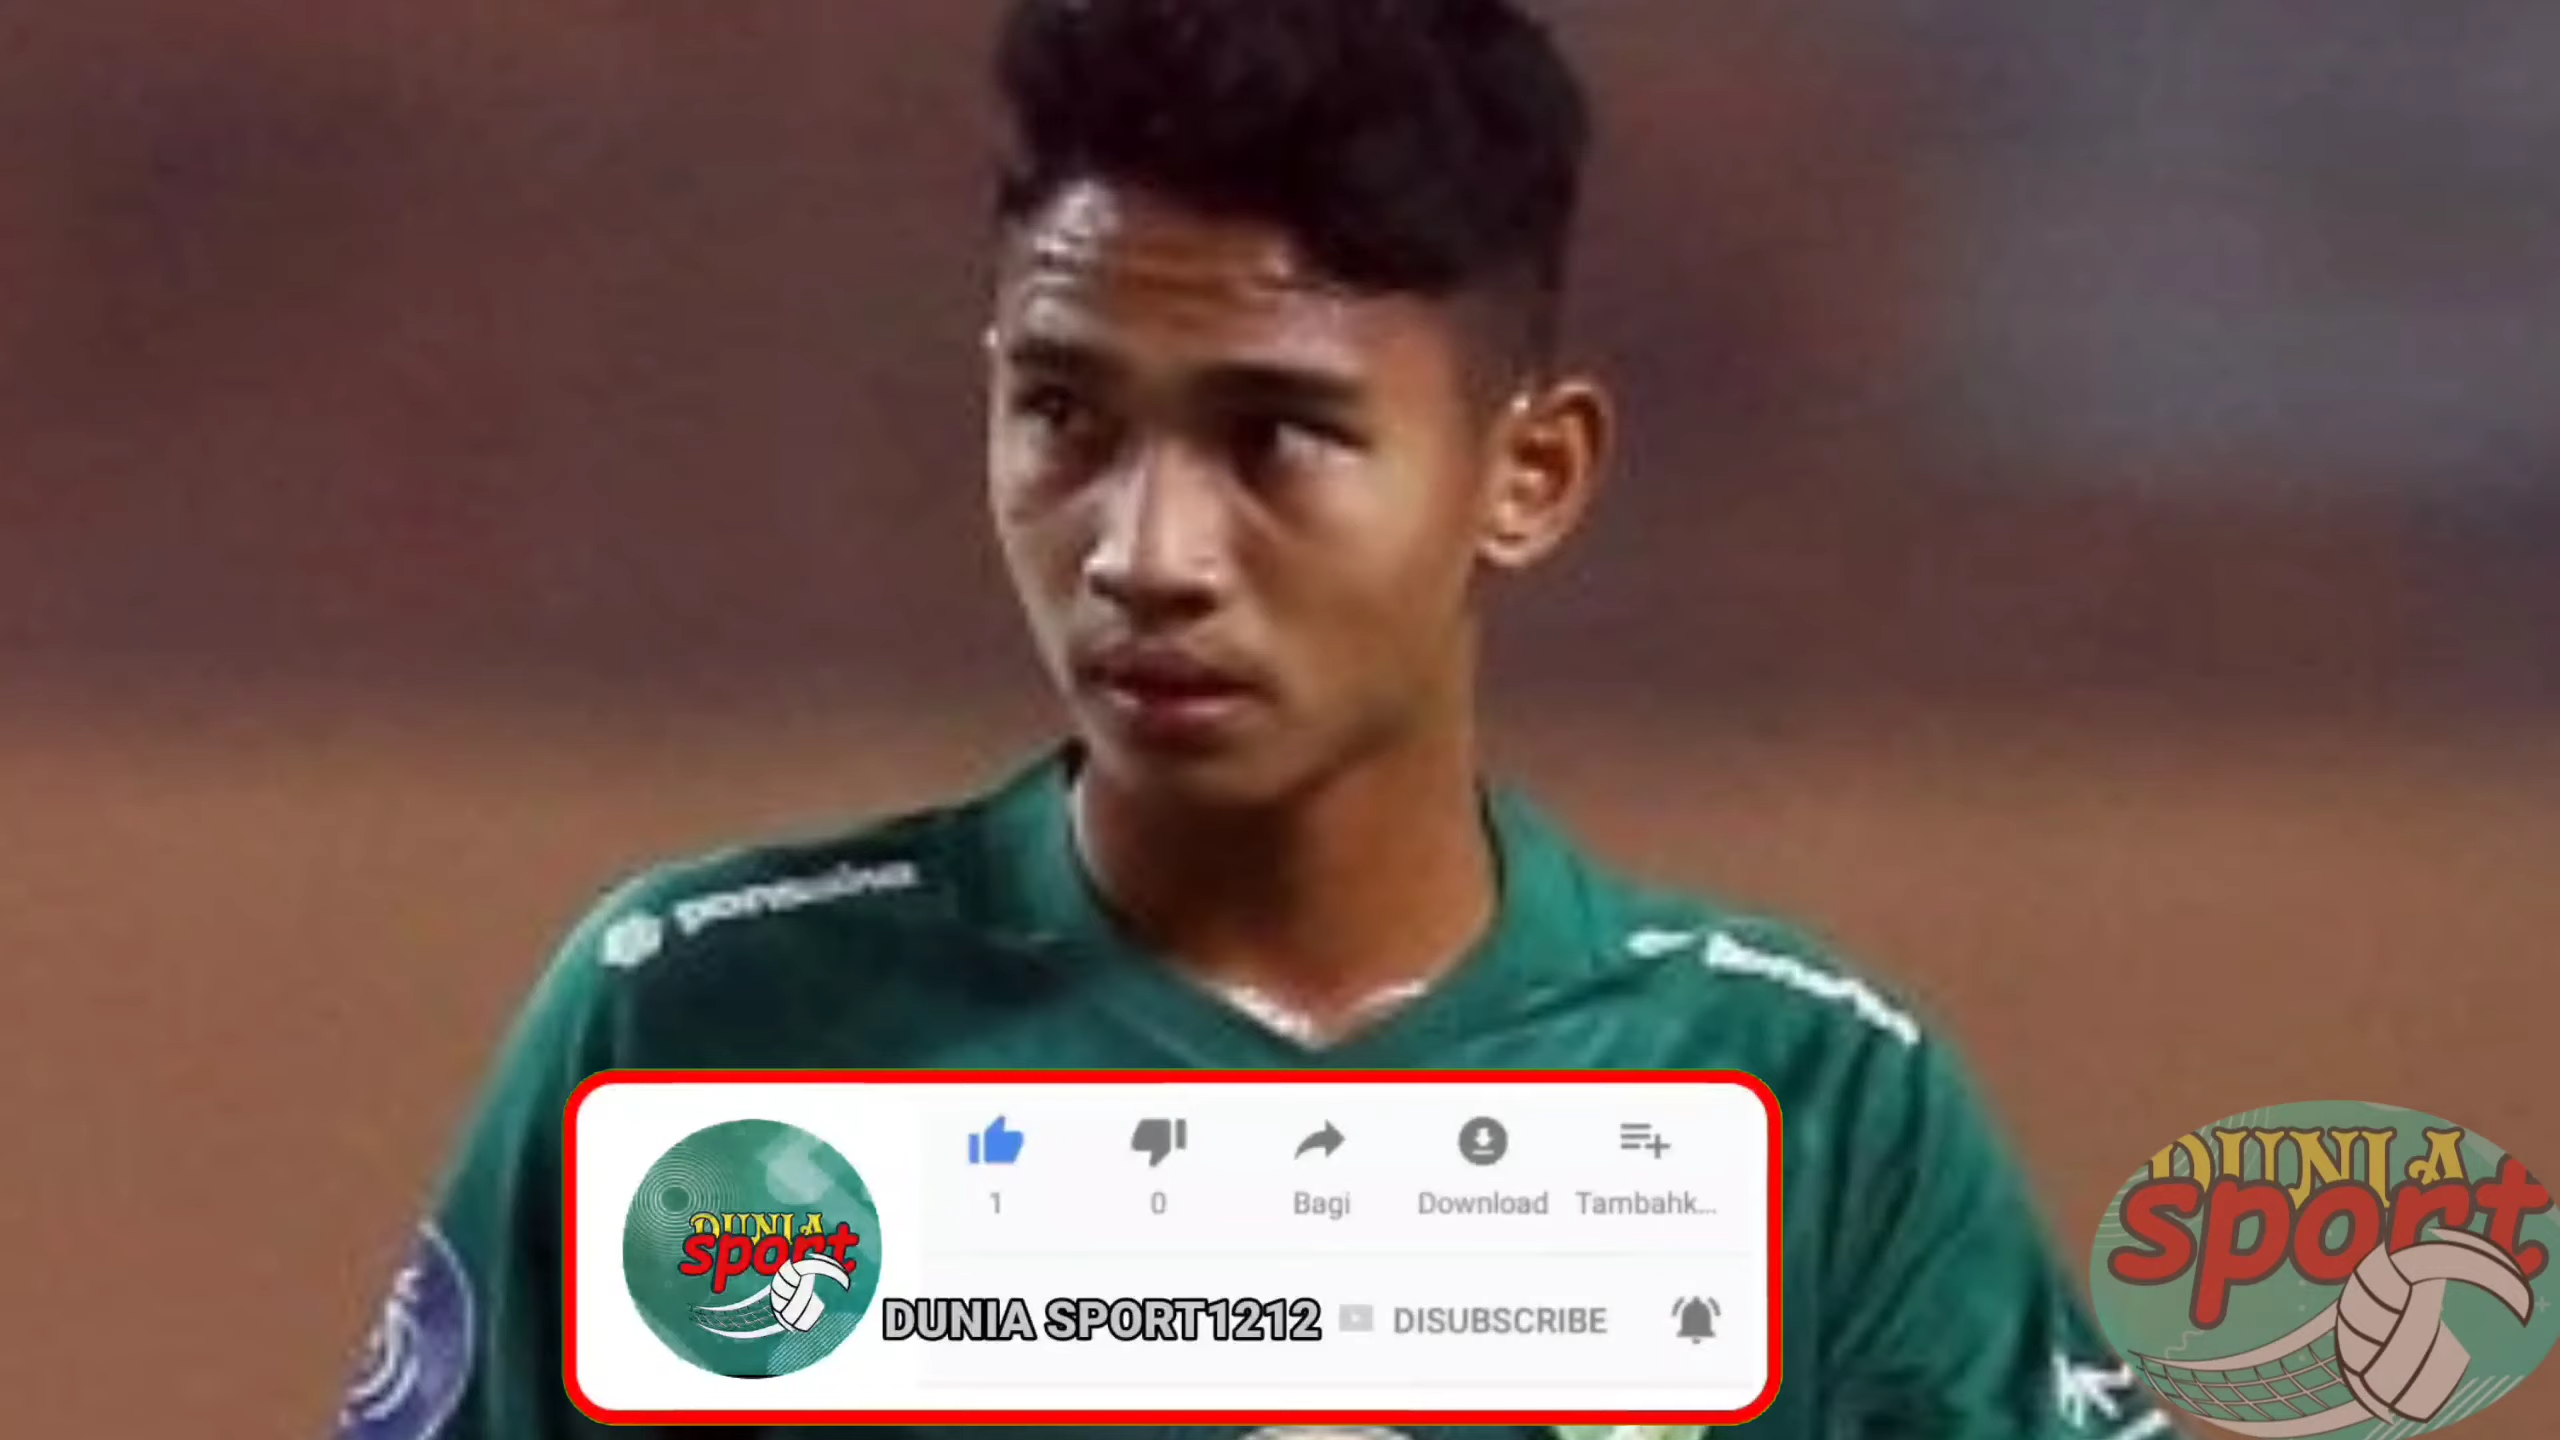 1
0
Bagi
Download
Tambahk...
DUNIA
sport
DUNIA SPORT1212
DISUBSCRIBE
DUNIA
sport